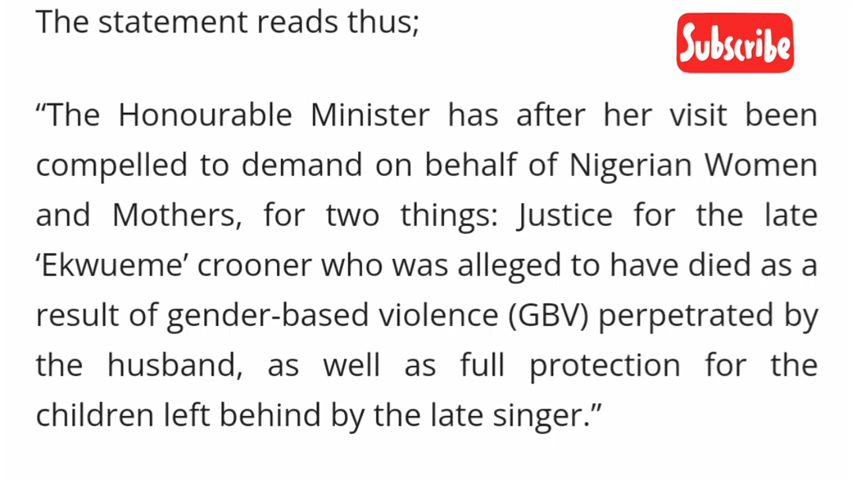 The statement reads thus;
Subscribe
“The Honourable Minister has after her visit been
compelled to demand on behalf of Nigerian Women
and Mothers, for two things: Justice for the late
‘Ekwueme’ crooner who was alleged to have died as a
result of gender-based violence (GBV) perpetrated by
the husband, as well as full protection for the
children left behind by the late singer.”